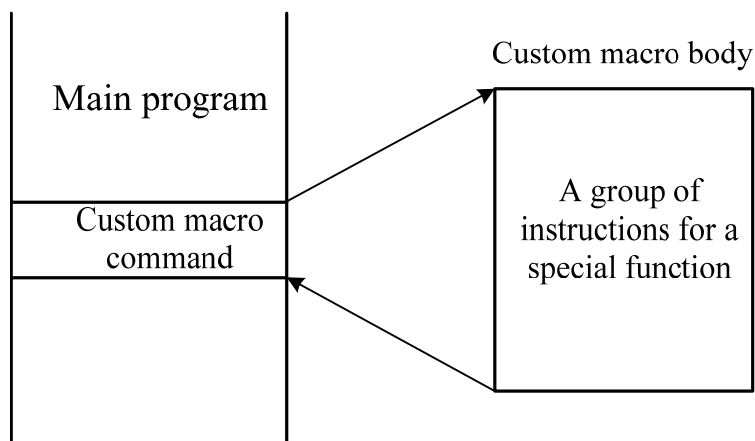 Main program
Custom macro
command
Custom macro body
A group of
instructions for a
special function